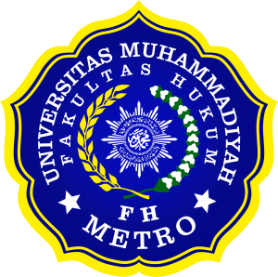 UNIVERSITAS MUHAMMADIYAH
FAKULTAS HUKUM
FH
METRO